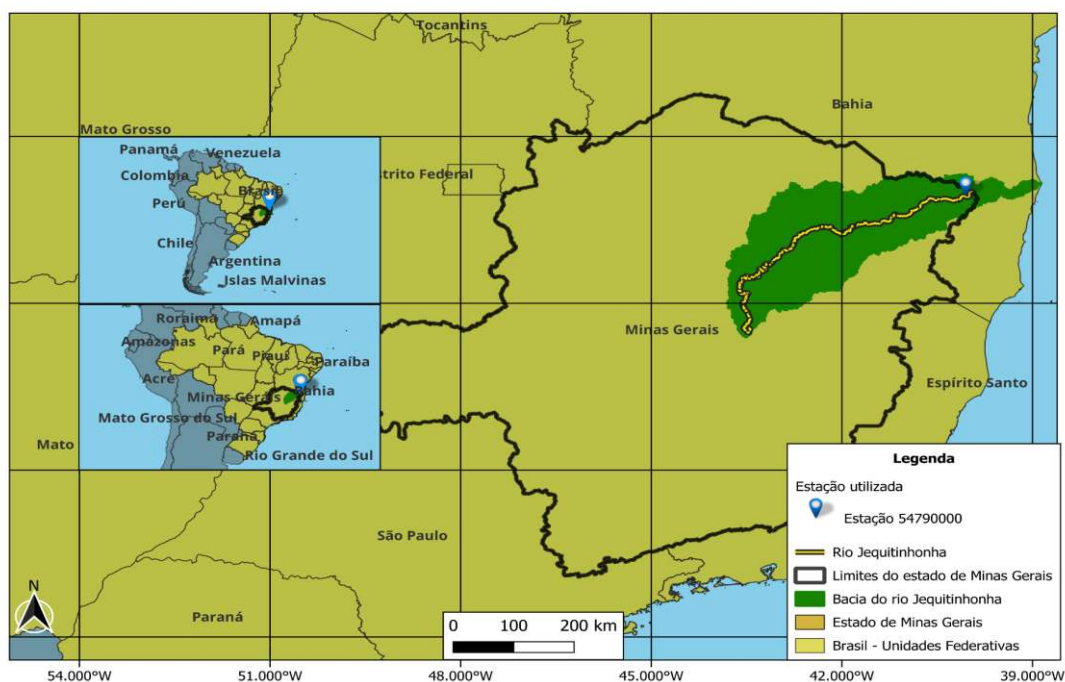 Tocantins
Bahia
Mato Grosso
Panamá
Venezuela
Colombia
Brasil
Perú
Chile
Argentina
Islas Malvinas
strito Federal
Roraima
Amapá
Amazonas
Pará
Piauí
Paraíba
Acre
Bahia
Minas Gerais
Mato Grosso do Sul
Paraná
Rio Grande do Sul
Minas Gerais
Espírito Santo
Mato
São Paulo
Paraná
N
0 100 200 km
Legenda
Estação utilizada
Estação 54790000
Rio Jequitinhonha
Limites do estado de Minas Gerais
Bacia do rio Jequitinhonha
Estado de Minas Gerais
Brasil - Unidades Federativas
54.000°W 51.000°W 48.000°W 45.000°W 42.000°W 39.000°W